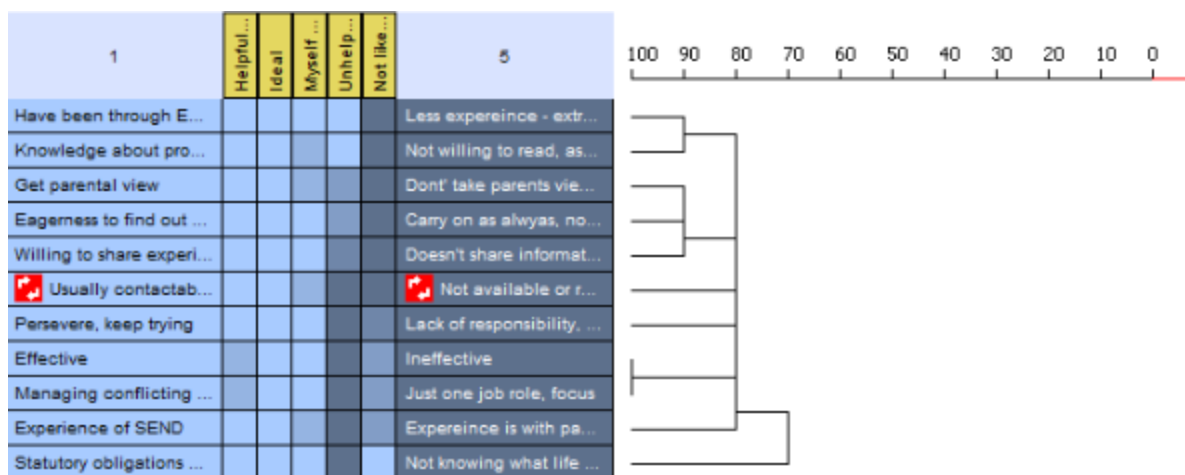 1 Helpful... Ideal Myself ... Unhelp... Not like... 5
100 90 80 70 60 50 40 30 20 10 0
Have been through E... Less expereince - extr...
Knowledge about pro... Not willing to read, as...
Get parental view Dont' take parents vie...
Eagerness to find out ... Carry on as alwyas, no...
Willing to share experi... Doesn't share informat...
Usually contactab... Not available or r...
Persevere, keep trying Lack of responsibility, ...
Effective Ineffective
Managing conflicting ... Just one job role, focus
Experience of SEND Expereince is with pa...
Statutory obligations ... Not knowing what life ...